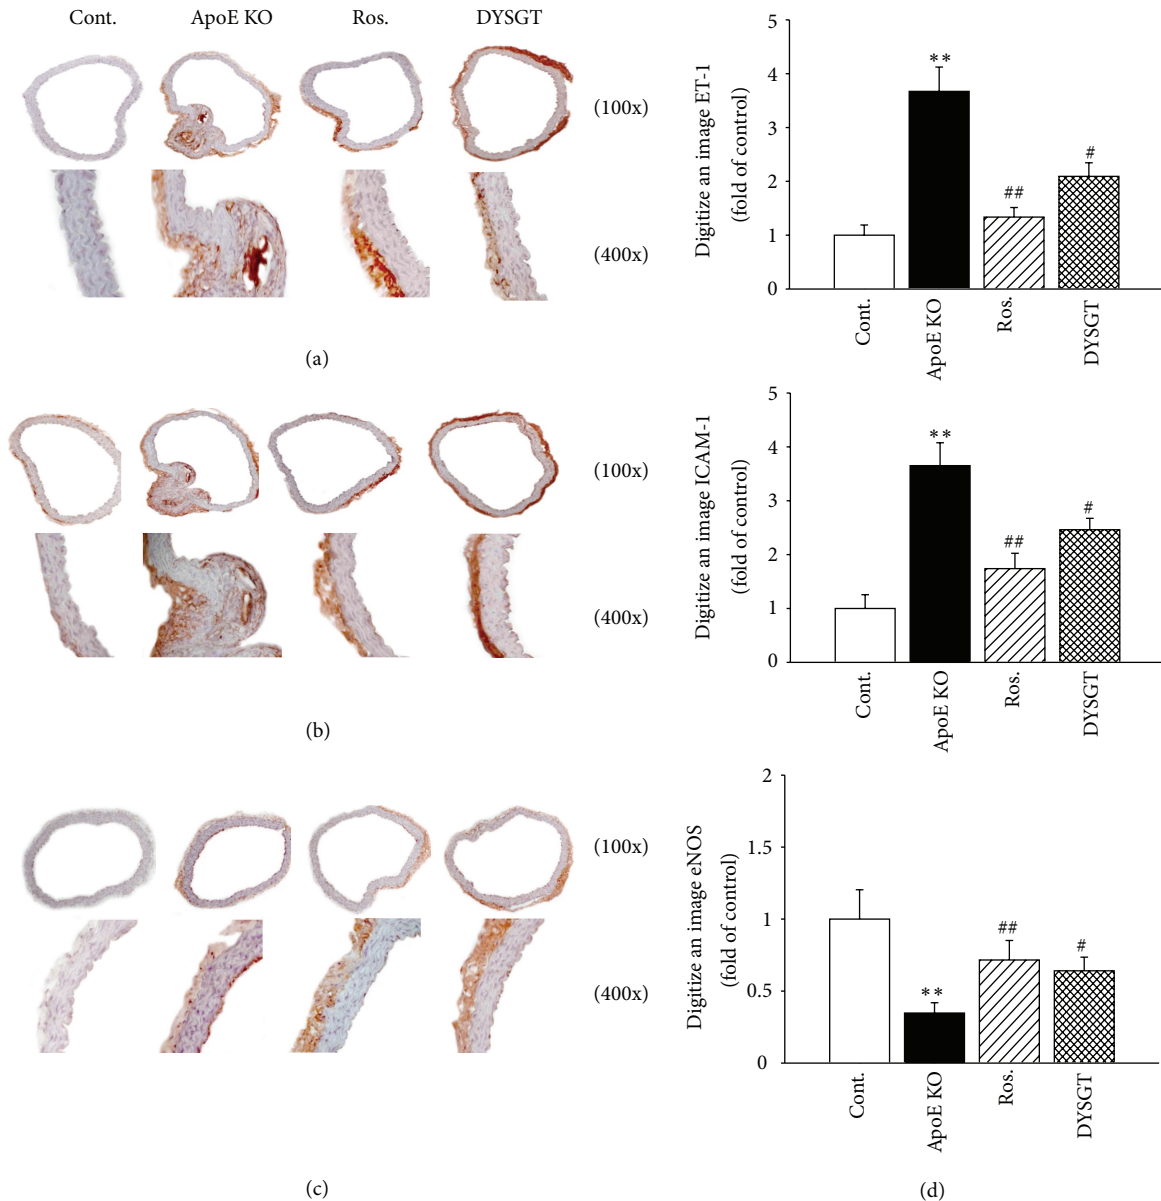 Cont. ApoE KO Ros. DYSGT
(100x)
(400x)
(a)
Digitize an image ET-1
(fold of control)
5
4
3
2
1
0
**
##
#
Cont.
ApoE KO
Ros.
DYSGT
(100x)
(400x)
(b)
Digitize an image ICAM-1
(fold of control)
5
4
3
2
1
0
**
##
#
Cont.
ApoE KO
Ros.
DYSGT
(100x)
(400x)
(c)
Digitize an image eNOS
(fold of control)
2
1.5
1
0.5
0
**
##
#
Cont.
ApoE KO
Ros.
DYSGT
(d)